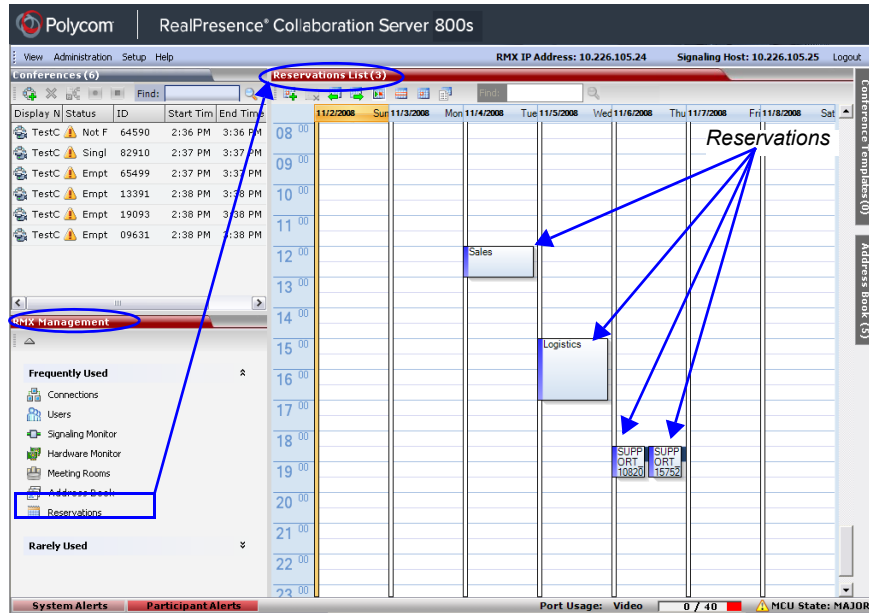 Polycom RealPresence® Collaboration Server 800s
View Administration Setup Help RMX IP Address: 10.226.105.24 Signaling Host: 10.226.105.25 Logout
Conferences (6)
Find:
Display N Status ID Start Tim End Time
TestC Not F 64590 2:36 PM 3:36 PM
TestC Singl 82910 2:37 PM 3:37 PM
TestC Empt 65499 2:37 PM 3:37 PM
TestC Empt 13391 2:38 PM 3:38 PM
TestC Empt 19093 2:38 PM 3:38 PM
TestC Empt 09631 2:38 PM 3:38 PM
RMX Management
Frequently Used
Connections
Users
Signaling Monitor
Hardware Monitor
Meeting Rooms
Address Book
Reservations
Rarely Used
Reservations List (3)
Find:
11/2/2008 Sun 11/3/2008 Mon 11/4/2008 Tue 11/5/2008 Wed 11/6/2008 Thu 11/7/2008 Fri 11/8/2008 Sat
Reservations
08 00
09 00
10 00
11 00
12 00
Sales
13 00
14 00
15 00
Logistics
16 00
17 00
18 00
SUPP
ORT_
10820
SUPP
ORT_
15752
19 00
20 00
21 00
22 00
23 00
Conference Templates (0)
Address Book (5)
System Alerts Participant Alerts Port Usage: Video 0 / 40 MCU State: MAJOR